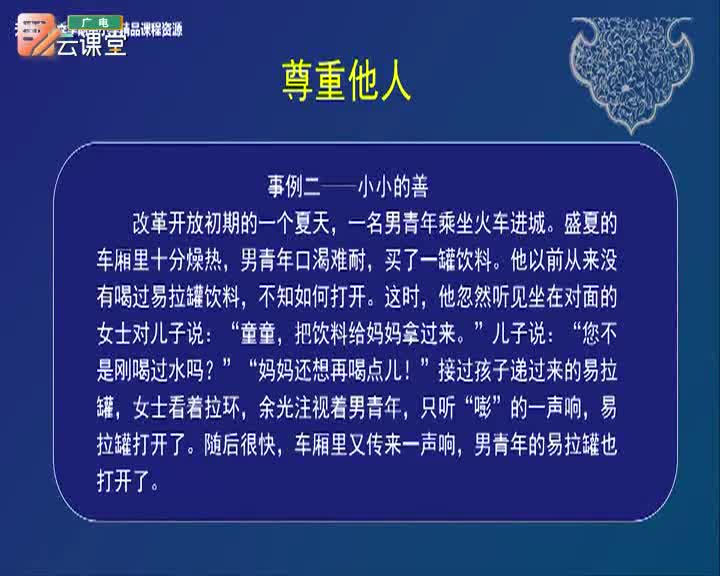 广电
云课堂
精品课程资源
尊重他人
事例二——小小的善
改革开放初期的一个夏天，一名男青年乘坐火车进城。盛夏的
车厢里十分燥热，男青年口渴难耐，买了一罐饮料。他以前从来没
有喝过易拉罐饮料，不知如何打开。这时，他忽然听见坐在对面的
女士对儿子说：“童童，把饮料给妈妈拿过来。”儿子说：“您不
是刚喝过水吗？”“妈妈还想再喝点儿！”接过孩子递过来的易拉
罐，女士看着拉环，余光注视着男青年，只听“嘭”的一声响，易
拉罐打开了。随后很快，车厢里又传来一声响，男青年的易拉罐也
打开了。